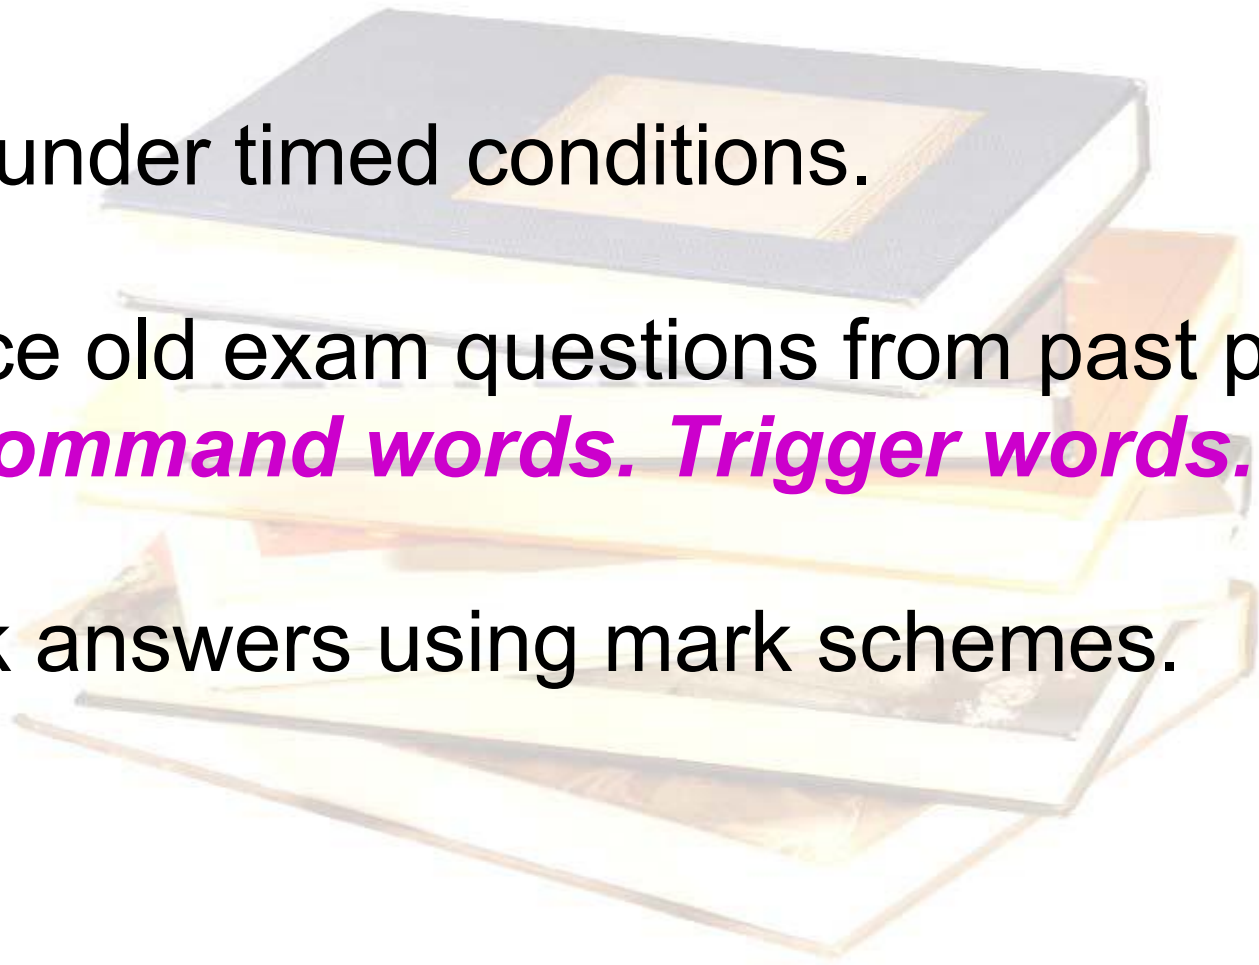 under timed conditions.
ce old exam questions from past p
ommand words. Trigger words.
k answers using mark schemes.